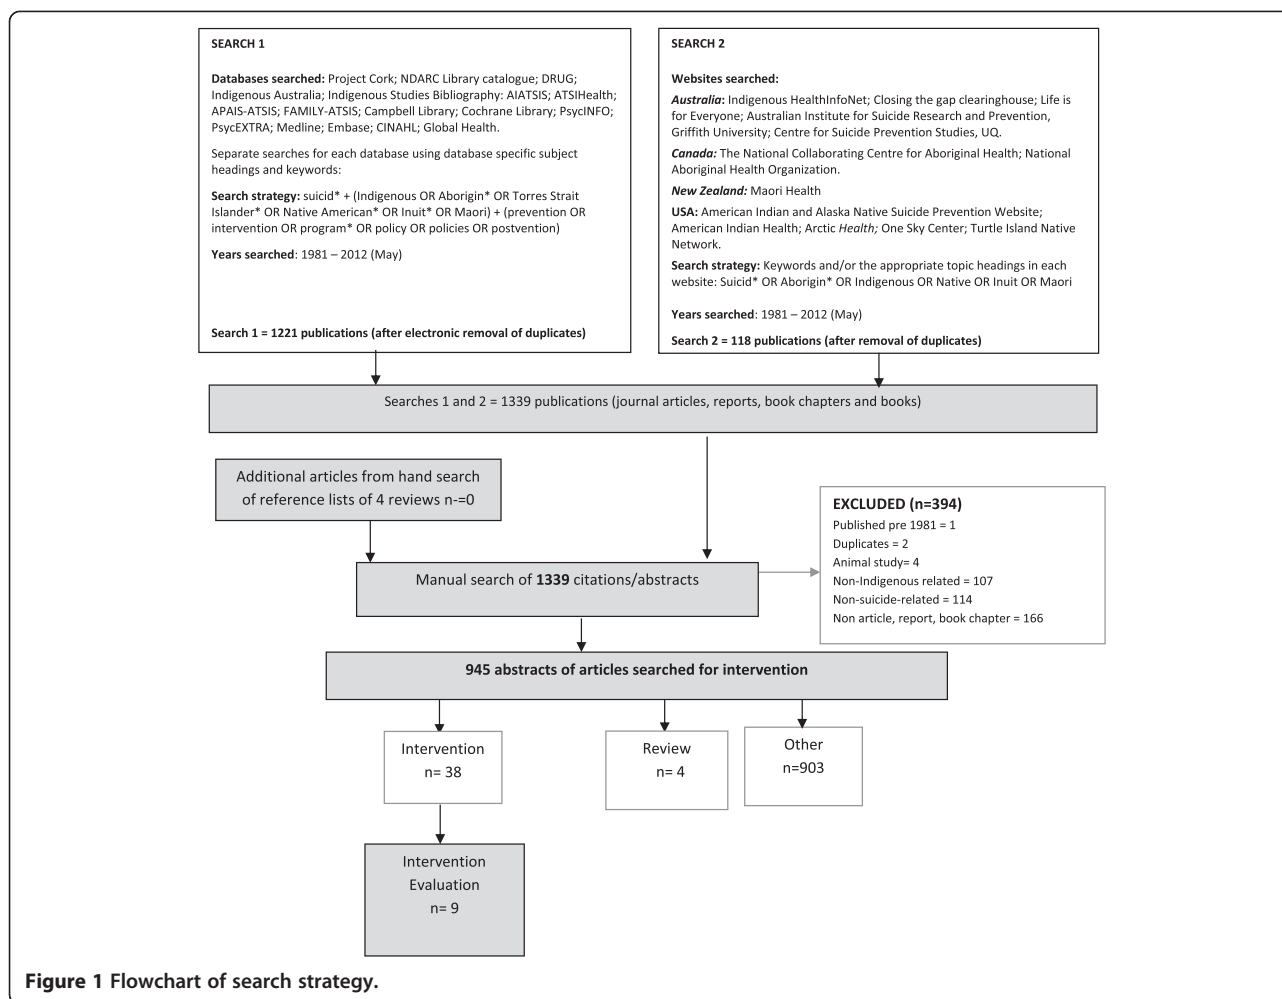 SEARCH 1
Databases searched: Project Cork; NDARC Library catalogue; DRUG;
Indigenous Australia; Indigenous Studies Bibliography: AIATSIS; ATSIHealth;
APAIS-ATSIS; FAMILY-ATSIS; Campbell Library; Cochrane Library; PsycINFO;
PsycEXTRA; Medline; Embase; CINAHL; Global Health.
Separate searches for each database using database specific subject
headings and keywords:
Search strategy: suicid* + (Indigenous OR Aborigin* OR Torres Strait
Islander* OR Native American* OR Inuit* OR Maori) + (prevention OR
intervention OR program* OR policy OR policies OR postvention)
Years searched: 1981 – 2012 (May)
Search 1 = 1221 publications (after electronic removal of duplicates)
SEARCH 2
Websites searched:
Australia: Indigenous HealthInfoNet; Closing the gap clearinghouse; Life is
for Everyone; Australian Institute for Suicide Research and Prevention,
Griffith University; Centre for Suicide Prevention Studies, UQ.
Canada: The National Collaborating Centre for Aboriginal Health; National
Aboriginal Health Organization.
New Zealand: Maori Health
USA: American Indian and Alaska Native Suicide Prevention Website;
American Indian Health; Arctic Health; One Sky Center; Turtle Island Native
Network.
Search strategy: Keywords and/or the appropriate topic headings in each
website: Suicid* OR Aborigin* OR Indigenous OR Native OR Inuit OR Maori
Years searched: 1981 – 2012 (May)
Search 2 = 118 publications (after removal of duplicates)
Searches 1 and 2 = 1339 publications (journal articles, reports, book chapters and books)
Additional articles from hand search
of reference lists of 4 reviews n-=0
EXCLUDED (n=394)
Published pre 1981 = 1
Duplicates = 2
Animal study= 4
Non-Indigenous related = 107
Non-suicide-related = 114
Non article, report, book chapter = 166
Manual search of 1339 citations/abstracts
945 abstracts of articles searched for intervention
Intervention
n= 38
Review
n= 4
Other
n=903
Intervention
Evaluation
n= 9
Figure 1 Flowchart of search strategy.